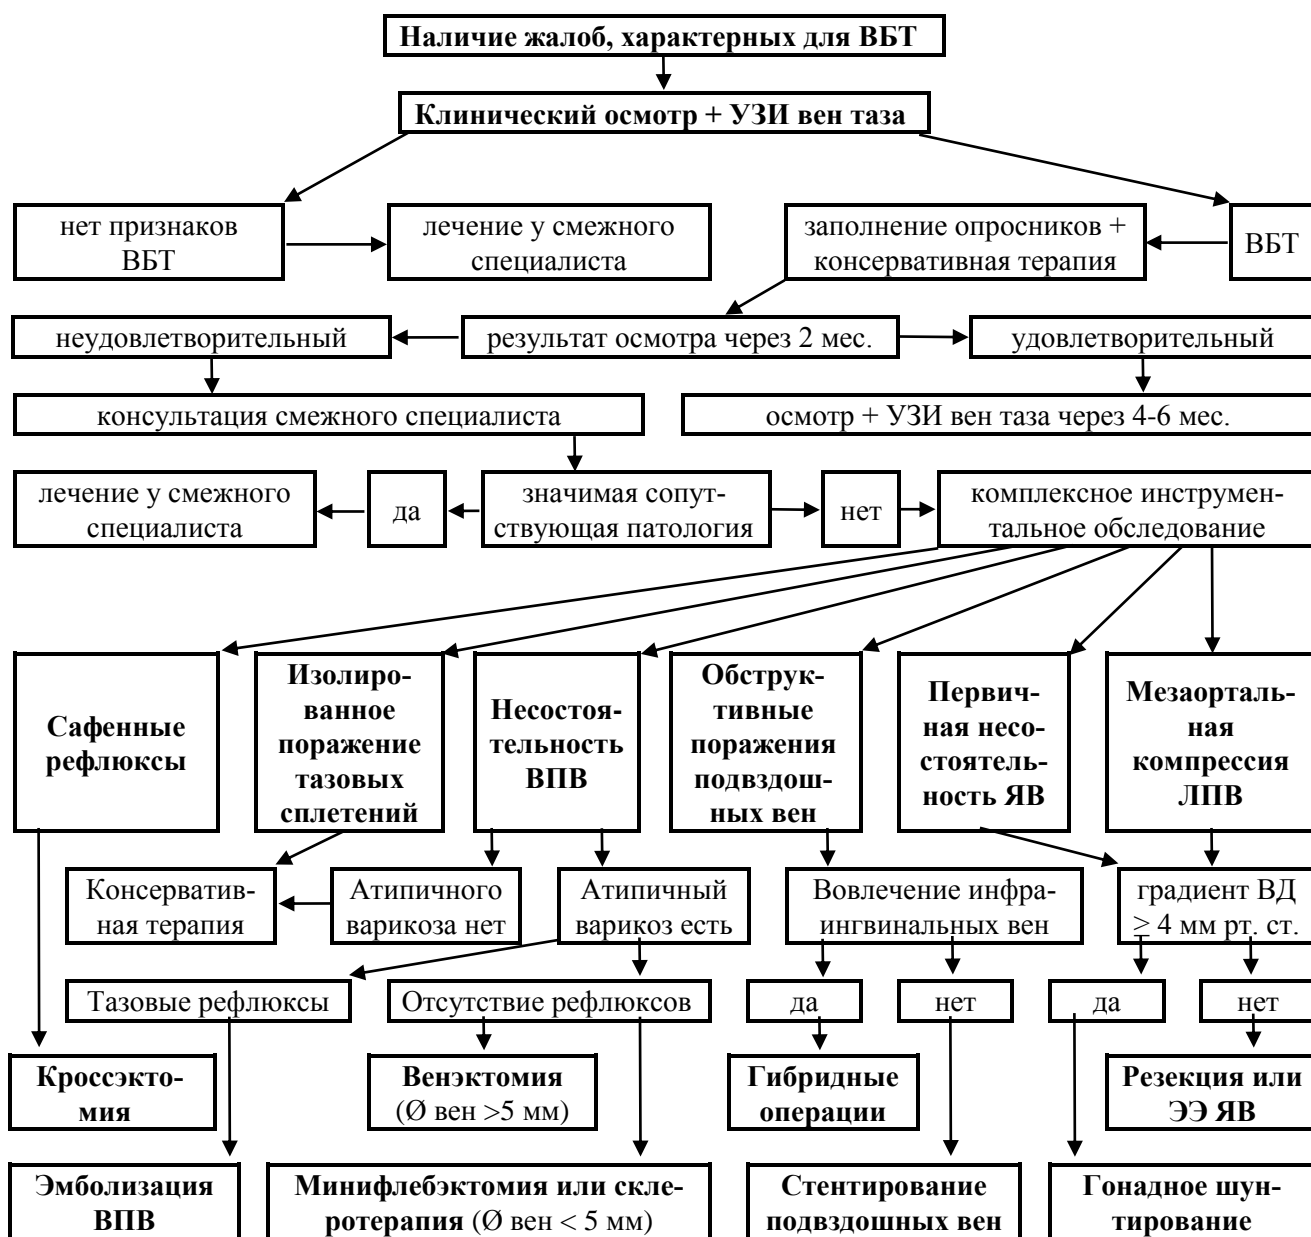 Наличие жалоб, характерных для ВБТ
Клинический осмотр + УЗИ вен таза
нет признаков
ВБТ
лечение у смежного
специалиста
заполнение опросников +
консервативная терапия
ВБТ
неудовлетворительный
результат осмотра через 2 мес.
удовлетворительный
консультация смежного специалиста
осмотр + УЗИ вен таза через 4-6 мес.
лечение у смежного
специалиста
да
значимая сопут-
ствующая патология
нет
комплексное инструмен-
тальное обследование
Сафенные
рефлюксы
Изолиро-
ванное
поражение
тазовых
сплетений
Несостоя-
тельность
ВПВ
Обструк-
тивные
поражения
подвздош-
ных вен
Первич-
ная несо-
стоятель-
ность ЯВ
Мезаорталь-
ная
компрессия
ЛПВ
Консерватив-
ная терапия
Атипичного
варикоза нет
Атипичный
варикоз есть
Вовлечение инфра-
ингвинальных вен
градиент ВД
≥ 4 мм рт. ст.
Тазовые рефлюксы
Отсутствие рефлюксов
да
нет
да
нет
Кроссэкто-
мия
Венэктомия
(Ø вен >5 мм)
Гибридные
операции
Резекция или
ЭЭ ЯВ
Эмболизация
ВПВ
Минифлебэктомия или скле-
ротерапия (Ø вен < 5 мм)
Стентирование
подвздошных вен
Гонадное шун-
тирование